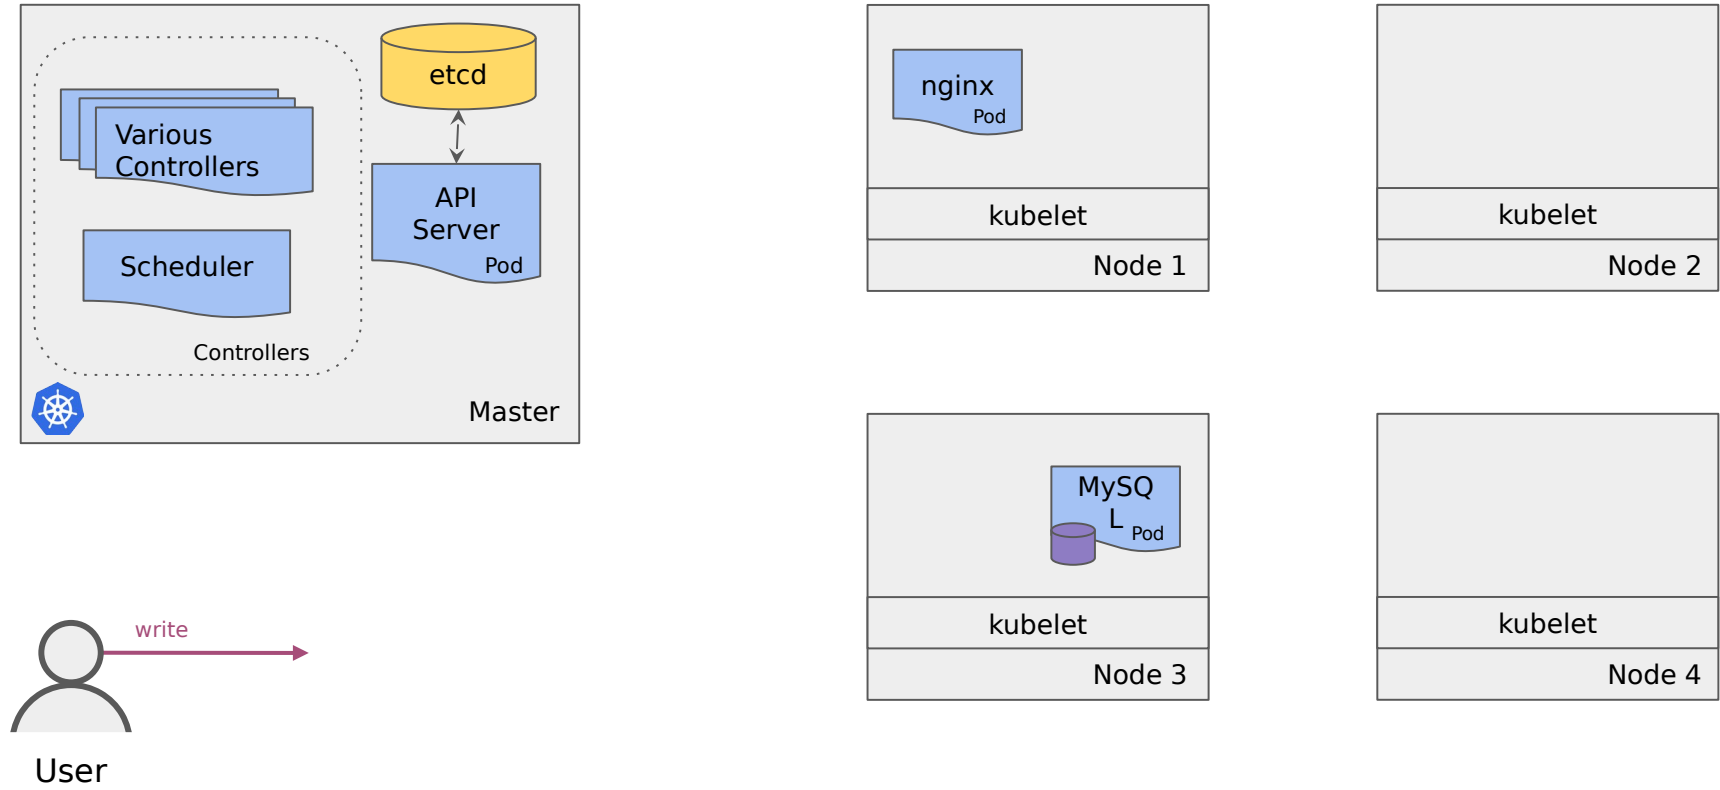 etcd
Various
Controllers
API
Server
Pod
Scheduler
Controllers
Master
nginx
Pod
kubelet
Node 1
kubelet
Node 2
MySQ
L
Pod
kubelet
Node 3
kubelet
Node 4
write
User